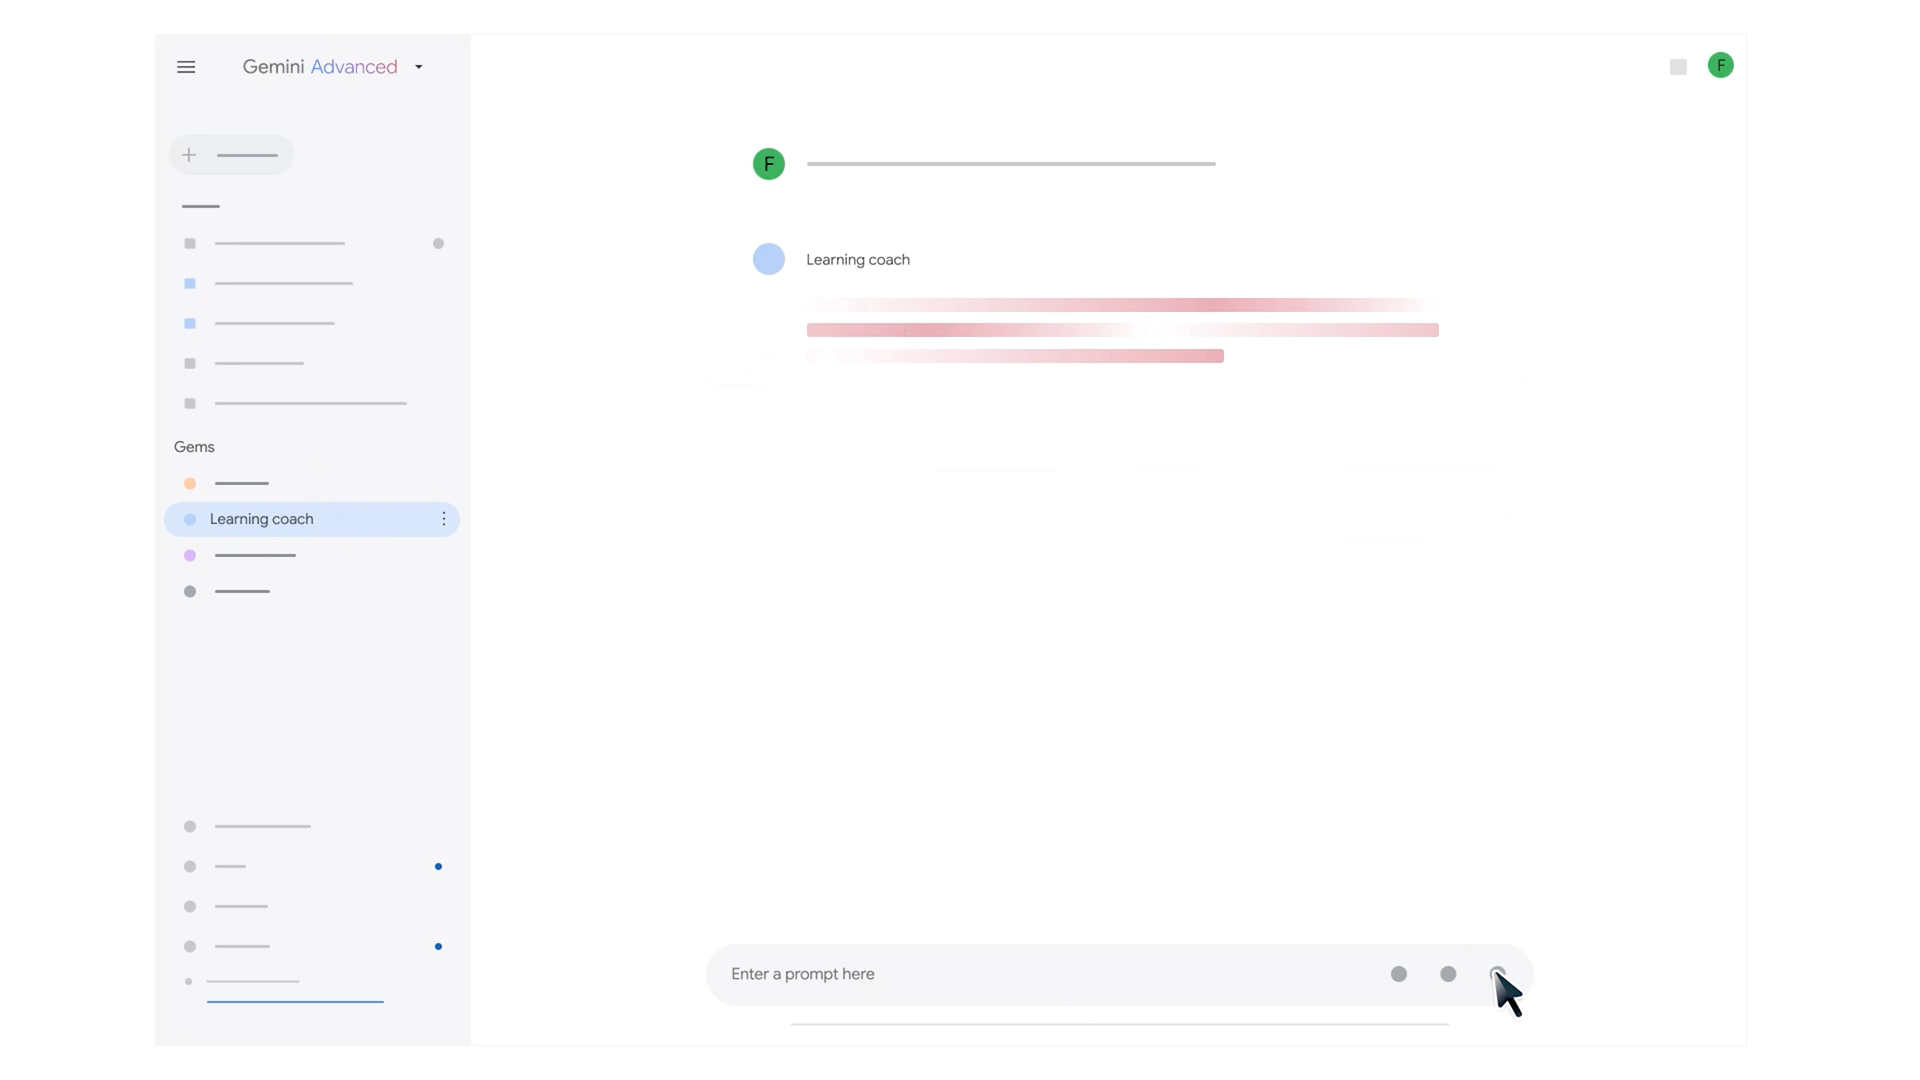 Gemini Advanced
F
F
Learning coach
Gems
Learning coach
Enter a prompt here